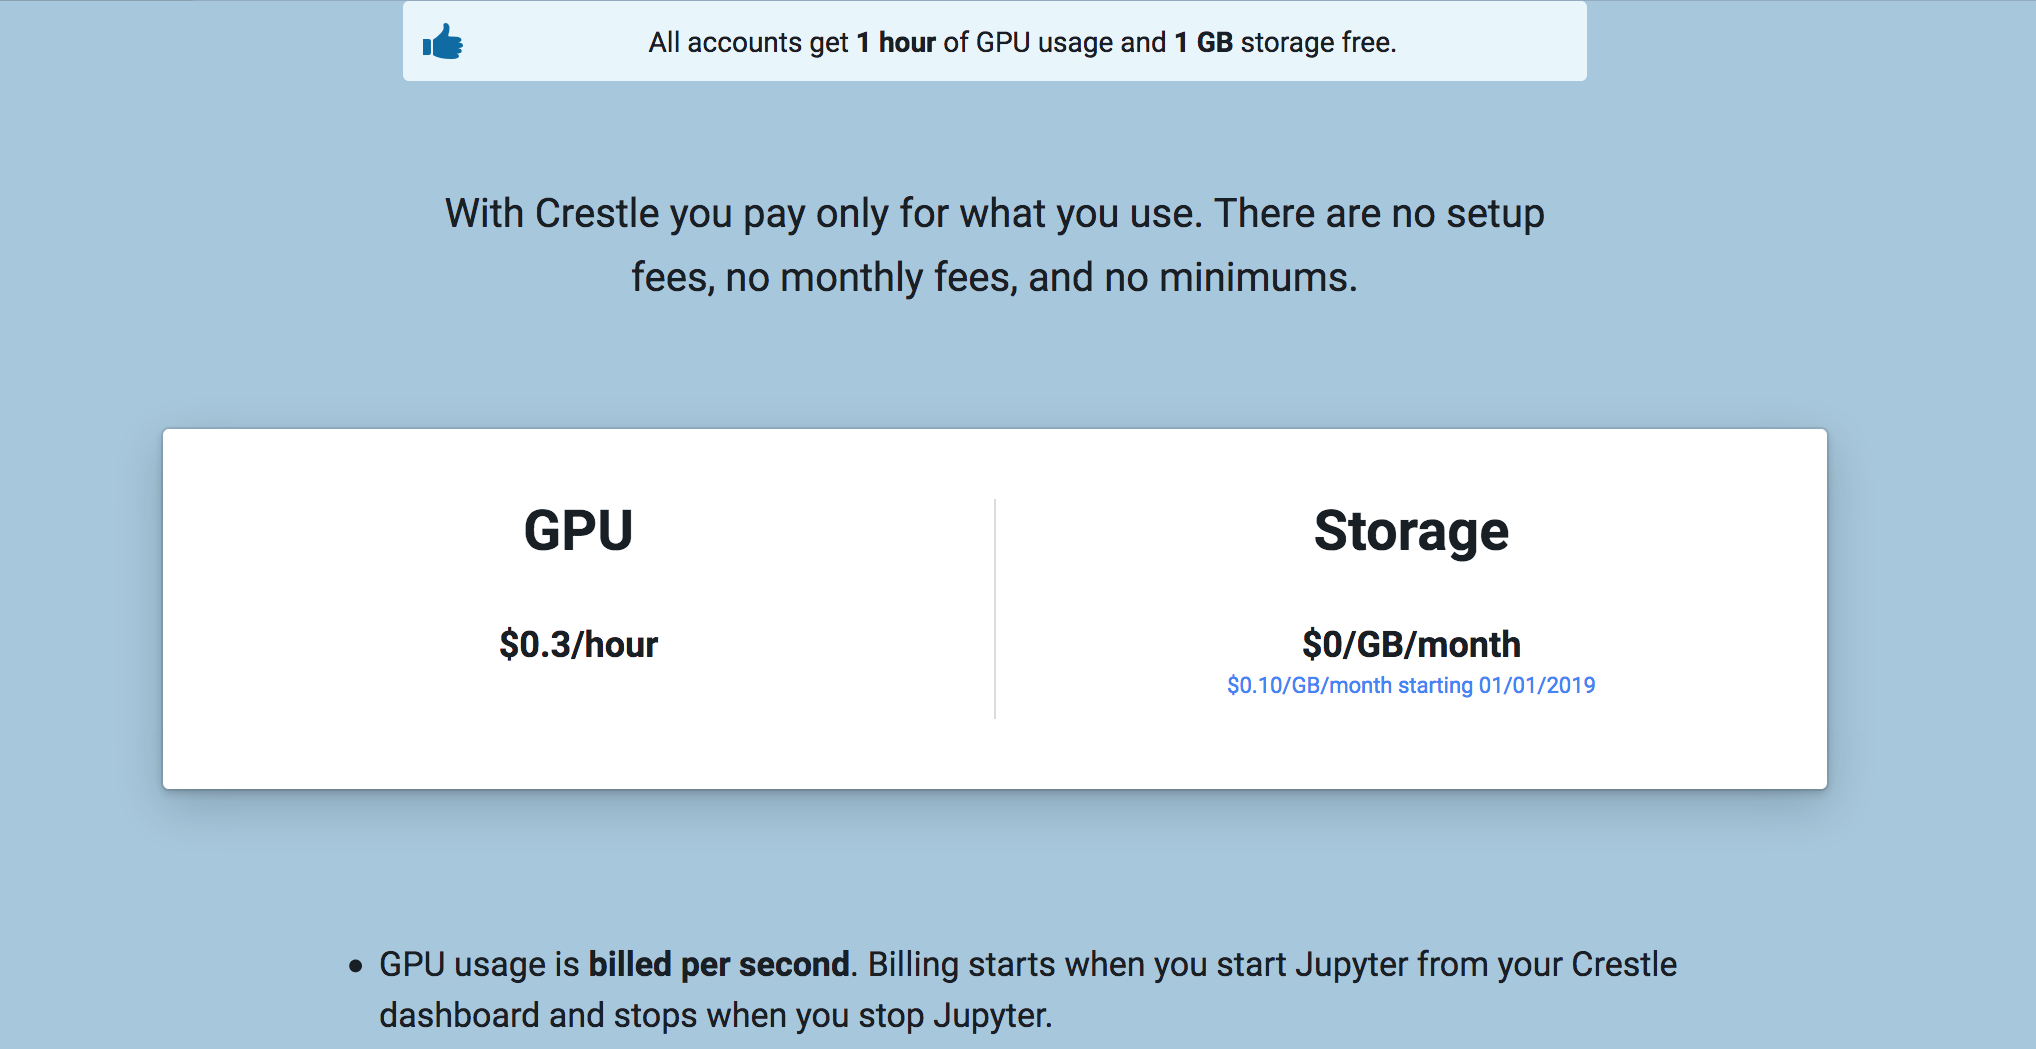 All accounts get 1 hour of GPU usage and 1 GB storage free.
With Crestle you pay only for what you use. There are no setup
fees, no monthly fees, and no minimums.
GPU
$0.3/hour
Storage
$0/GB/month
$0.10/GB/month starting 01/01/2019
• GPU usage is billed per second. Billing starts when you start Jupyter from your Crestle
dashboard and stops when you stop Jupyter.